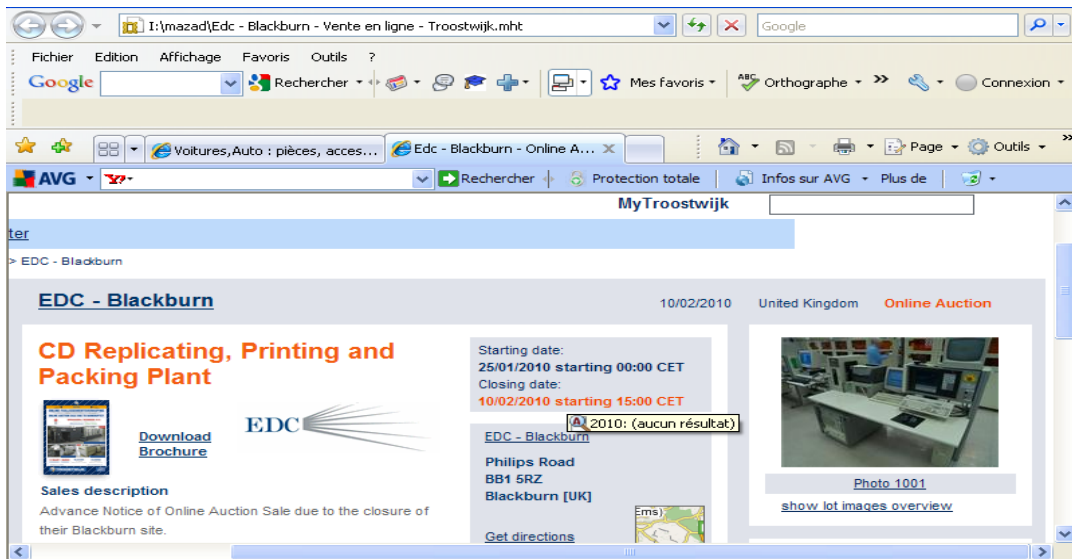 I:\mazad\Edc - Blackburn - Vente en ligne - Troostwijk.mht
Google
Fichier Edition Affichage Favoris Outils ?
Google Rechercher Mes favoris ABC Orthographe Connexion
Voitures,Auto : pièces, acces... Edc - Blackburn - Online A... Page Outils
AVG Y? Rechercher Protection totale Infos sur AVG Plus de
MyTroostwijk
ter
> EDC - Blackburn
EDC - Blackburn 10/02/2010 United Kingdom Online Auction
CD Replicating, Printing and
Packing Plant
EDC
Download
Brochure
Sales description
Advance Notice of Online Auction Sale due to the closure of
their Blackburn site.
Starting date:
25/01/2010 starting 00:00 CET
Closing date:
10/02/2010 starting 15:00 CET
2010: (aucun résultat)
EDC - Blackburn
Philips Road
BB1 5RZ
Blackburn [UK]
Get directions
Ems)
Photo 1001
show lot images overview